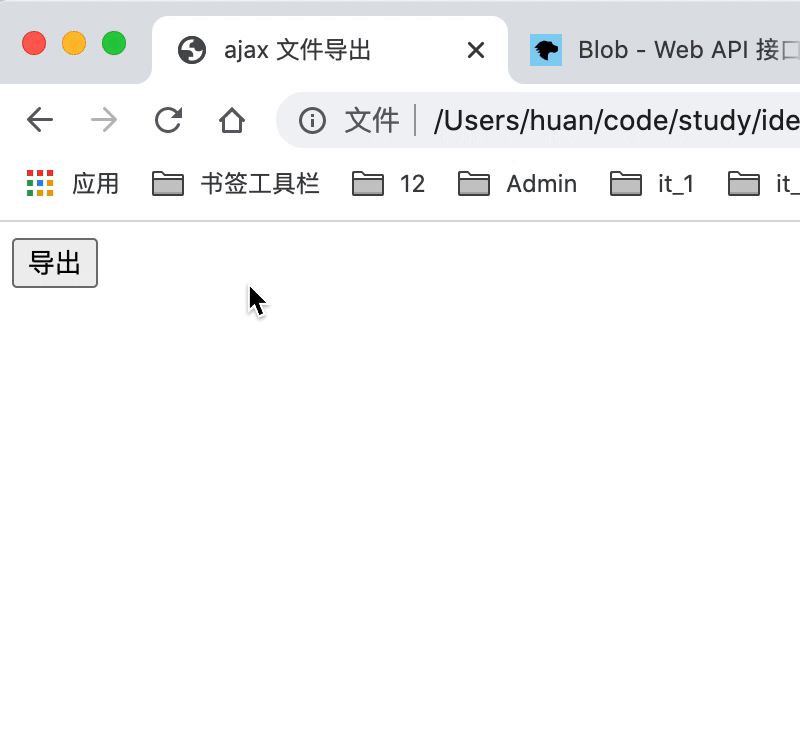 ajax 文件导出 Blob - Web API 接口
文件 /Users/huan/code/study/ide
应用 书签工具栏 12 Admin it_1 it_
导出